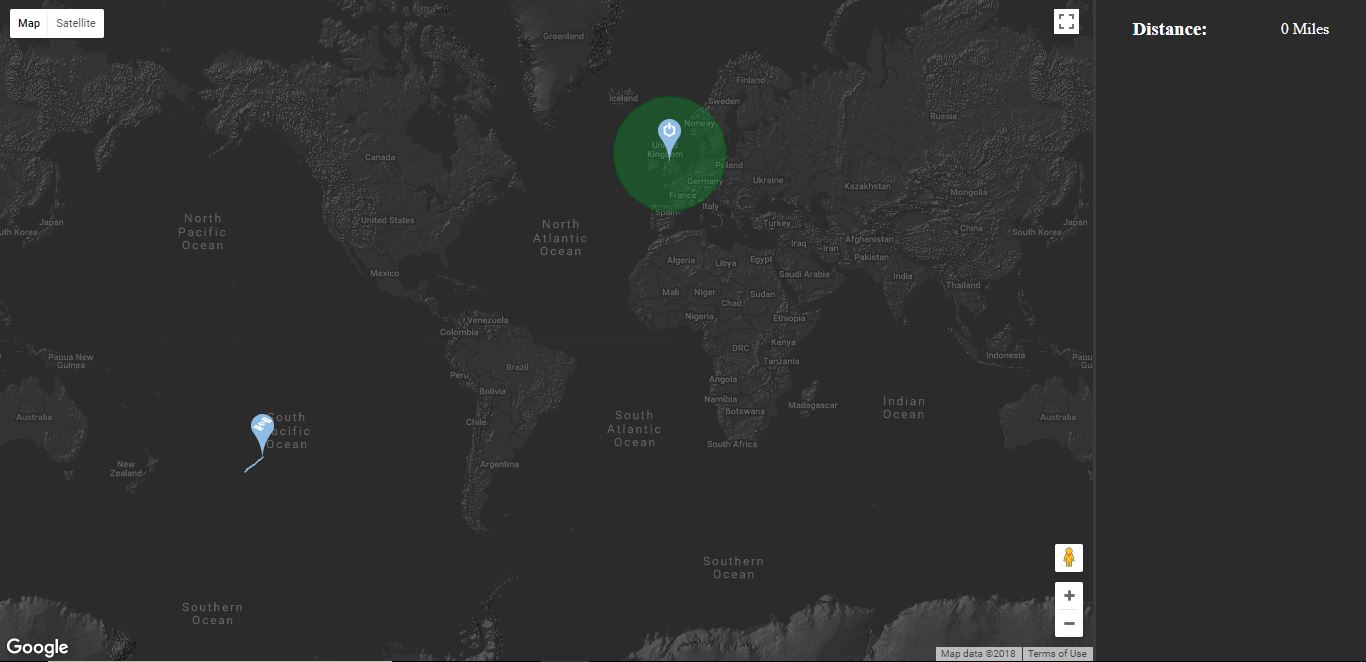 Map Satellite
Distance: 0 Miles
Greenland
Finland
Iceland
Sweden
Russia
Norway
United
Kingdom
Canada
Poland
Ukraine
Germany
Kazakhstan
Mongolia
France
Italy
Spain
United States
North
Pacific
Ocean
North
Atlantic
Ocean
Japan
Turkey
China
Japan
South Korea
uth Korea
Iraq
Iran
Afghanistan
Pakistan
Algeria
Libya
Egypt
Saudi Arabia
India
Mexico
Thailand
Mali
Niger
Chad
Sudan
Venezuela
Nigeria
Ethiopia
Colombia
Kenya
DRC
Papua New
Guinea
Indonesia
Papu
Gu
Tanzania
Peru
Brazil
Angola
Bolivia
Namibia
Botswana
Madagascar
Indian
Ocean
Australia
South
acific
Ocean
Chile
South
Atlantic
Ocean
Australia
South Africa
New
Zealand
Argentina
Southern
Ocean
Southern
Ocean
+
−
Google
Map data ©2018 Terms of Use